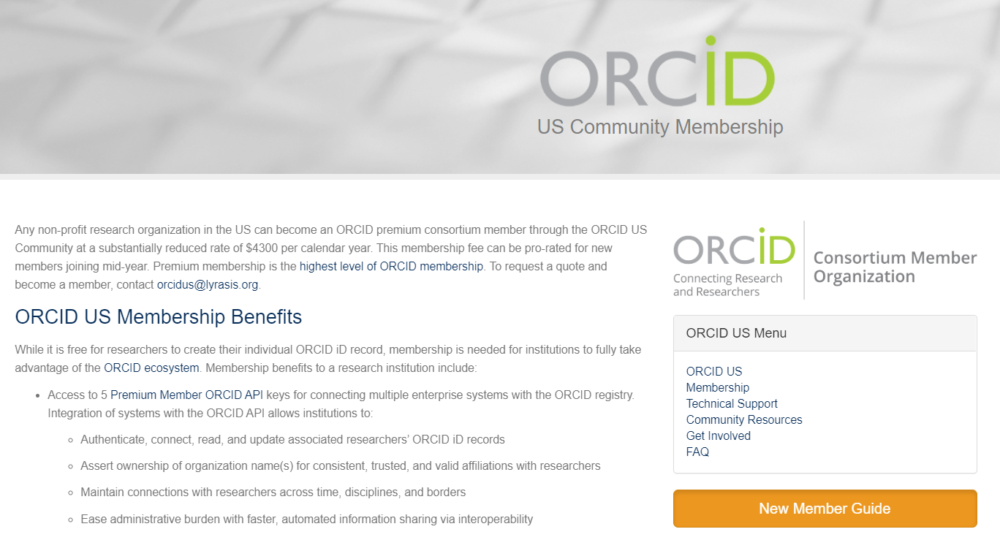 ORCID
US Community Membership
Any non-profit research organization in the US can become an ORCID premium consortium member through the ORCID US
Community at a substantially reduced rate of $4300 per calendar year. This membership fee can be pro-rated for new
members joining mid-year. Premium membership is the highest level of ORCID membership. To request a quote and
become a member, contact orcidus@lyrasis.org.
ORCID US Membership Benefits
While it is free for researchers to create their individual ORCID iD record, membership is needed for institutions to fully take
advantage of the ORCID ecosystem. Membership benefits to a research institution include:
• Access to 5 Premium Member ORCID API keys for connecting multiple enterprise systems with the ORCID registry.
Integration of systems with the ORCID API allows institutions to:
◦ Authenticate, connect, read, and update associated researchers’ ORCID iD records
◦ Assert ownership of organization name(s) for consistent, trusted, and valid affiliations with researchers
◦ Maintain connections with researchers across time, disciplines, and borders
◦ Ease administrative burden with faster, automated information sharing via interoperability
ORCID
Connecting Research
and Researchers
Consortium Member
Organization
ORCID US Menu
ORCID US
Membership
Technical Support
Community Resources
Get Involved
FAQ
New Member Guide